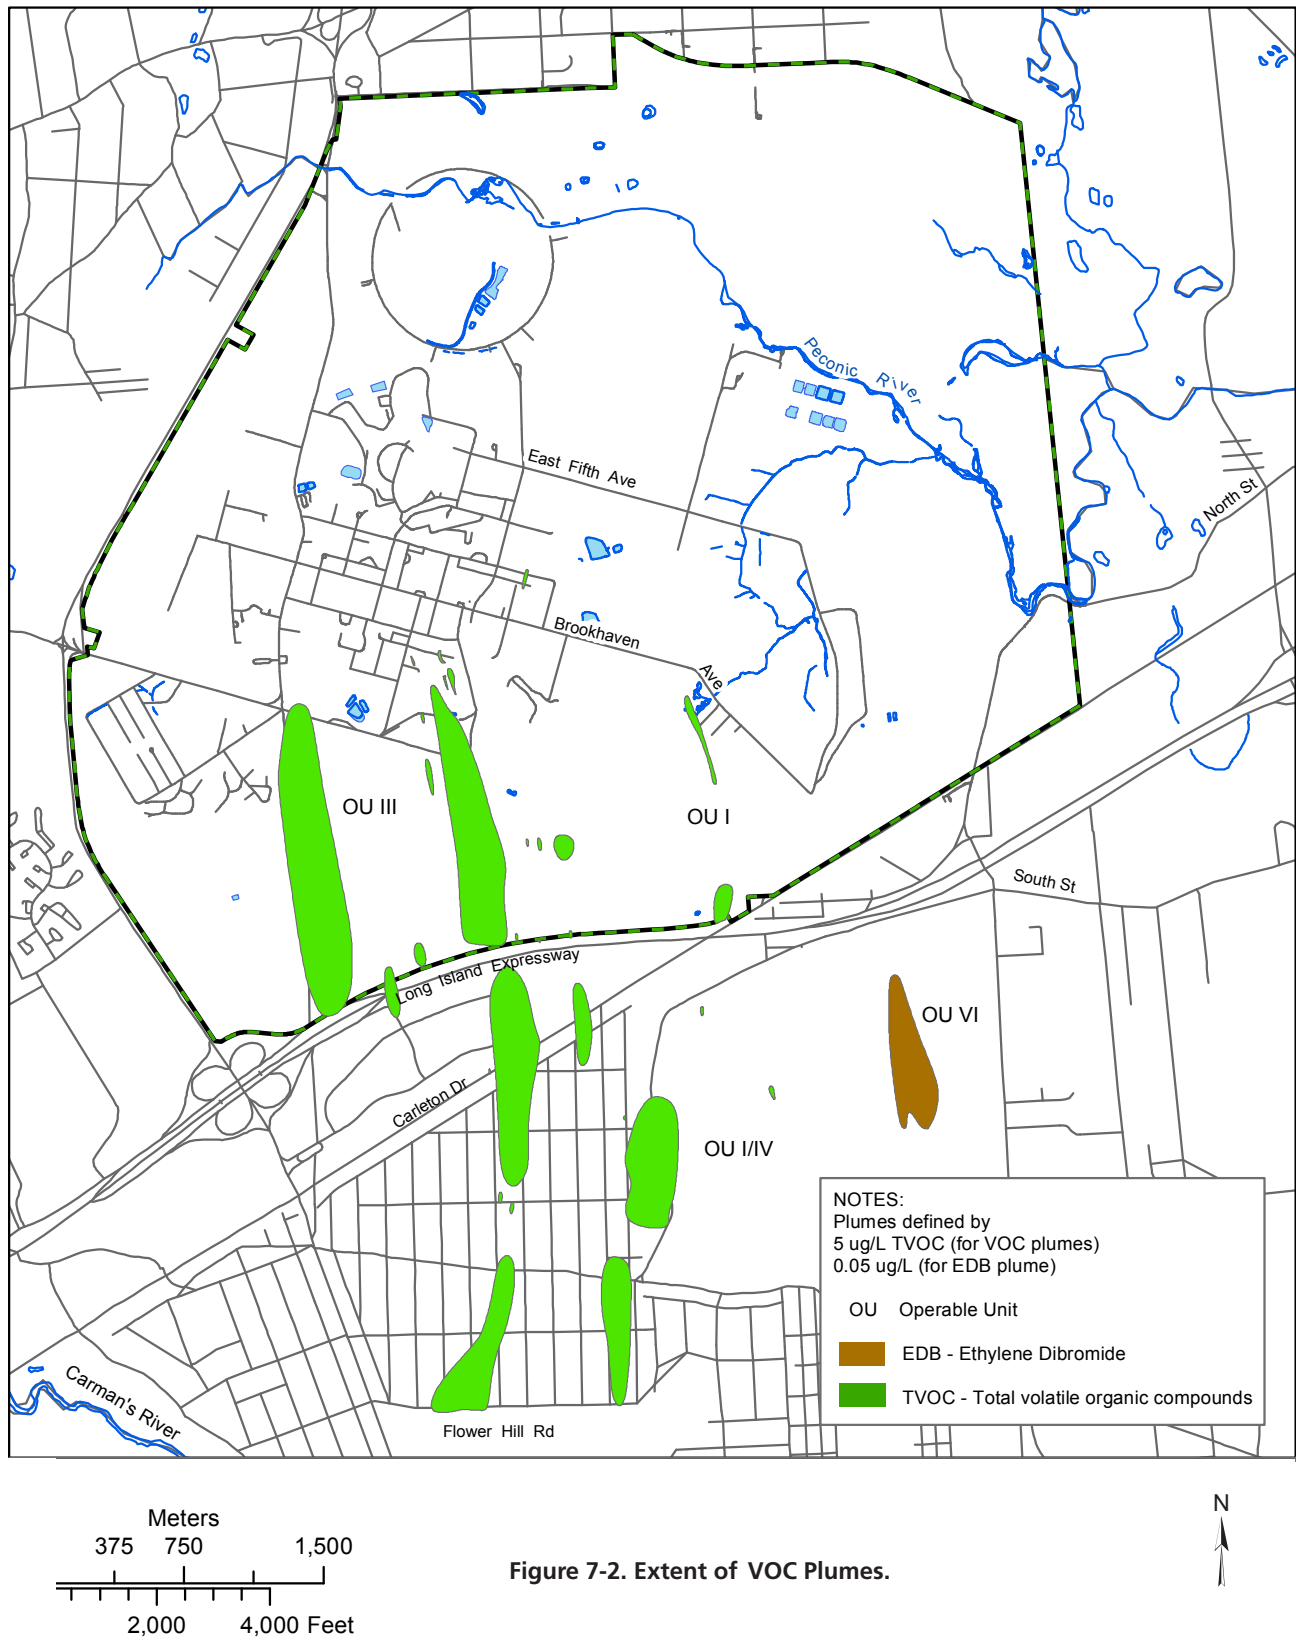 Peconic River
East Fifth Ave
North St
Brookhaven Ave
OU III
OU I
South St
Long Island Expressway
OU VI
Carleton Dr
OU I/IV
NOTES:
Plumes defined by
5 ug/L TVOC (for VOC plumes)
0.05 ug/L (for EDB plume)
OU Operable Unit
EDB - Ethylene Dibromide
TVOC - Total volatile organic compounds
Carman's River
Flower Hill Rd
Meters
375 750 1,500
2,000 4,000 Feet
N
Figure 7-2. Extent of VOC Plumes.